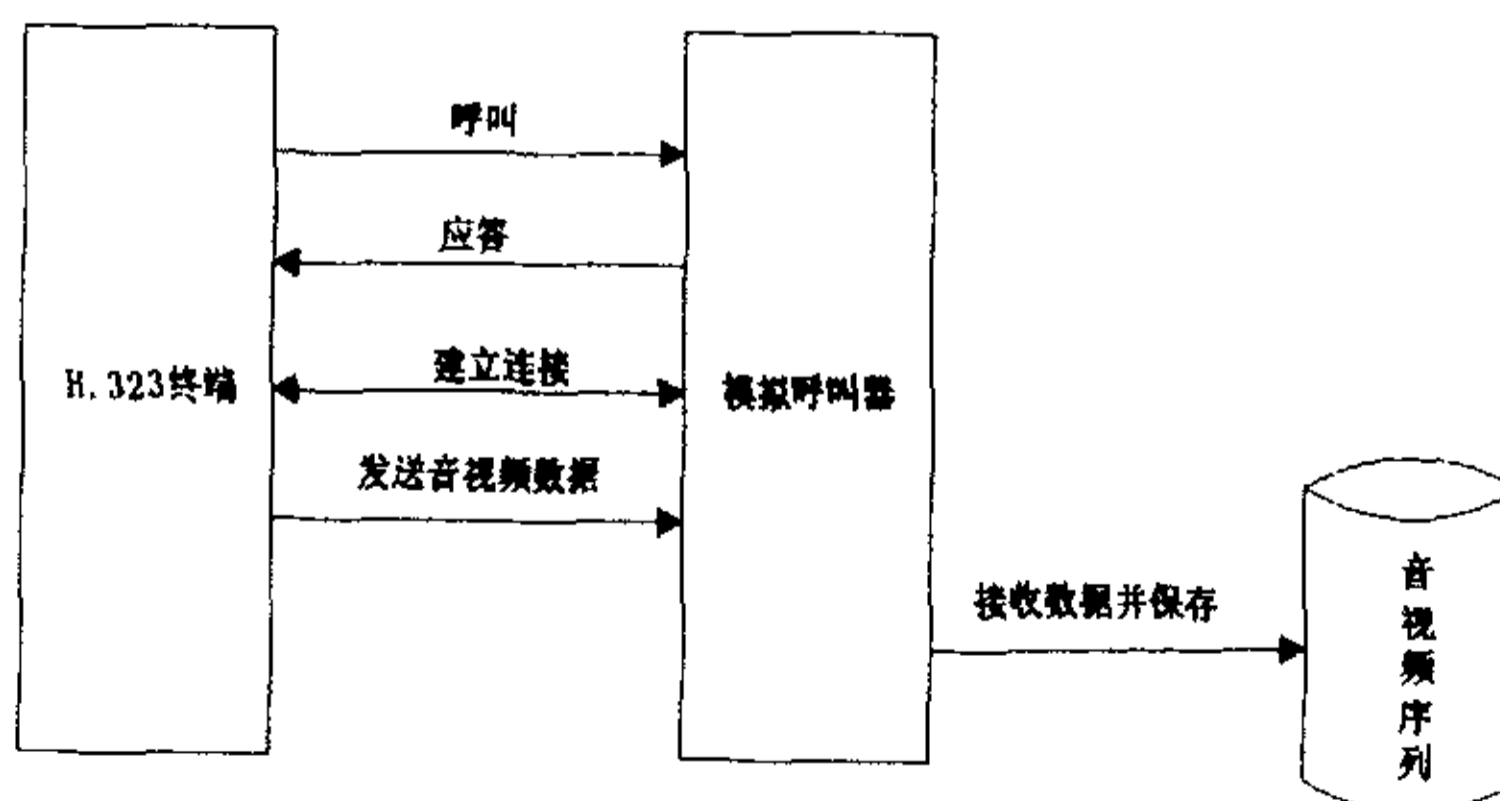 呼叫
应答
H.323终端
建立连接
模拟呼叫器
发送音视频数据
接收数据并保存
音视频序列